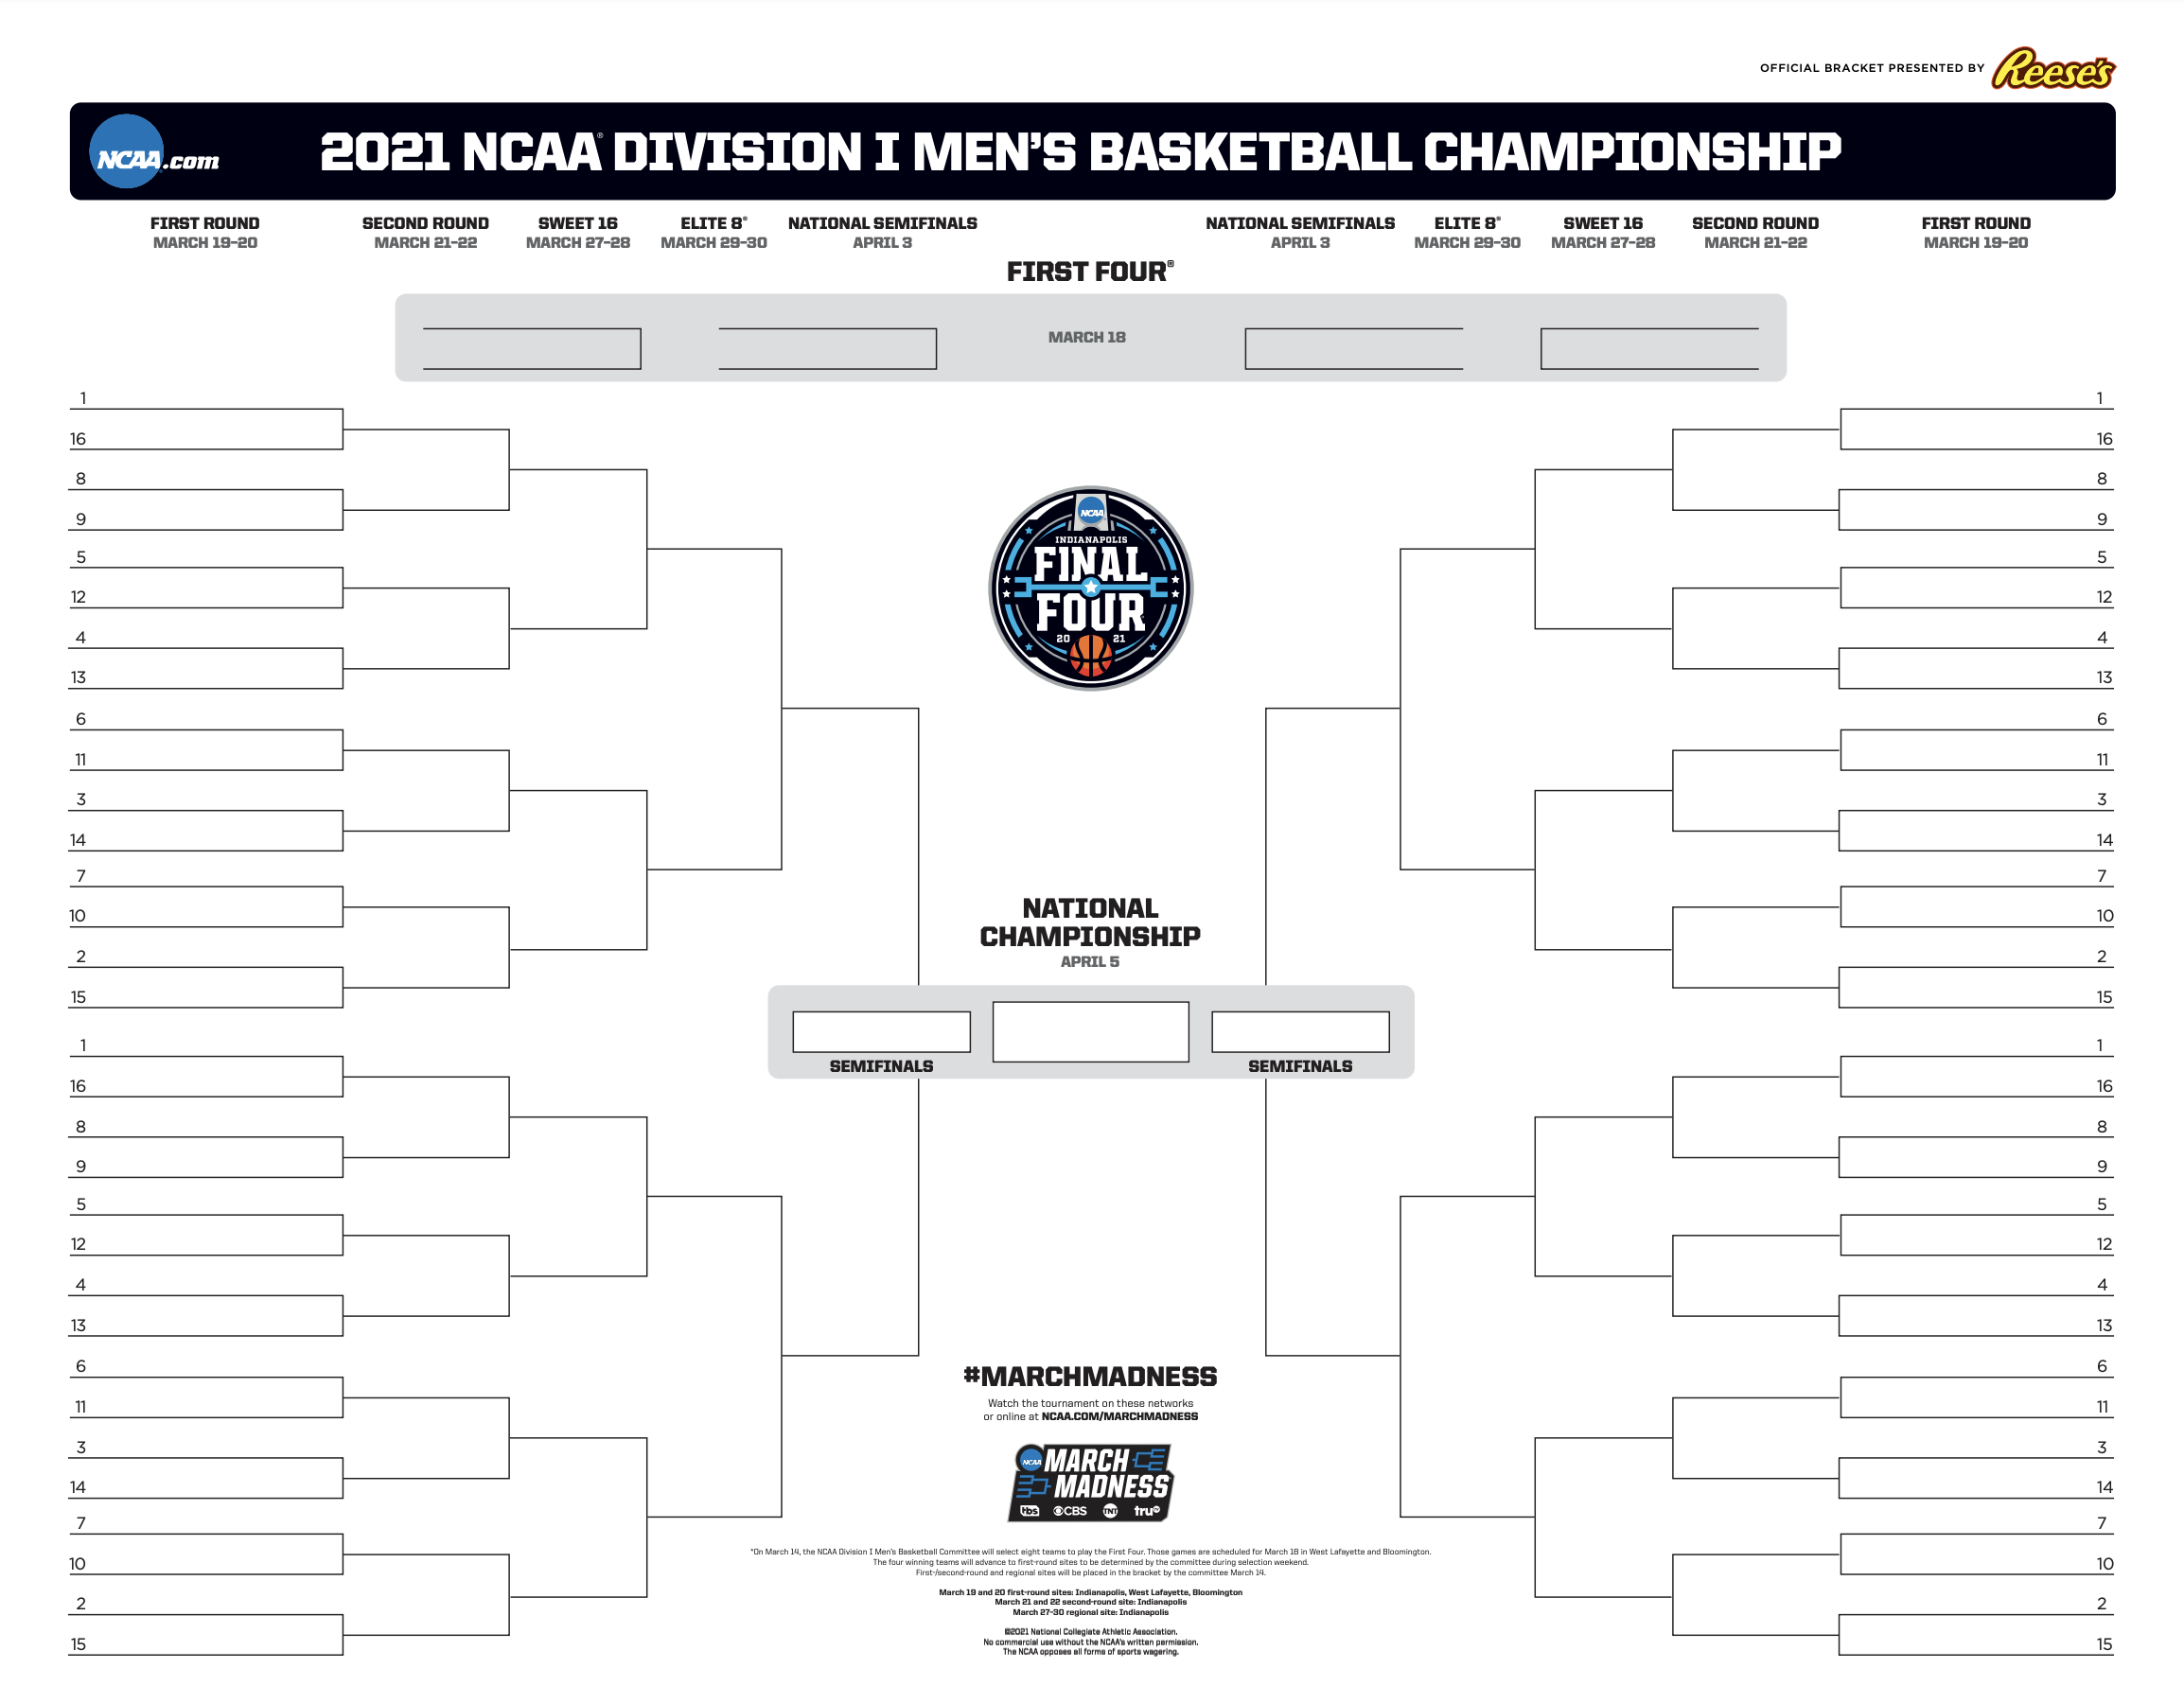 OFFICIAL BRACKET PRESENTED BY Reese's
NCAA.com
2021 NCAA® DIVISION I MEN'S BASKETBALL CHAMPIONSHIP
FIRST ROUND SECOND ROUND SWEET 16 ELITE 8® NATIONAL SEMIFINALS NATIONAL SEMIFINALS ELITE 8® SWEET 16 SECOND ROUND FIRST ROUND
MARCH 19-20 MARCH 21-22 MARCH 27-28 MARCH 29-30 APRIL 3 APRIL 3 MARCH 29-30 MARCH 27-28 MARCH 21-22 MARCH 19-20
FIRST FOUR®
MARCH 18
1 1
16 16
8 8
9 9
5 5
12 12
4 4
13 13
6 6
11 11
3 3
14 14
7 7
10 10
2 2
15 15
NCAA
INDIANAPOLIS
FINAL
FOUR
20 21
NATIONAL
CHAMPIONSHIP
APRIL 5
SEMIFINALS SEMIFINALS
1 1
16 16
8 8
9 9
5 5
12 12
4 4
13 13
6 6
11 11
3 3
14 14
7 7
10 10
2 2
15 15
#MARCHMADNESS
Watch the tournament on these networks
or online at NCAA.COM/MARCHMADNESS
NCAA MARCH
MADNESS
tbs CBS TNT truTV
*On March 14, the NCAA Division I Men's Basketball Committee will select eight teams to play the First Four. Those games are scheduled for March 18 in West Lafayette and Bloomington.
The four winning teams will advance to first-round sites to be determined by the committee during selection weekend.
First-/second-round and regional sites will be placed in the bracket by the committee March 14.
March 19 and 20 first-round sites: Indianapolis, West Lafayette, Bloomington
March 21 and 22 second-round site: Indianapolis
March 27-30 regional site: Indianapolis
©2021 National Collegiate Athletic Association.
No commercial use without the NCAA's written permission.
The NCAA opposes all forms of sports wagering.